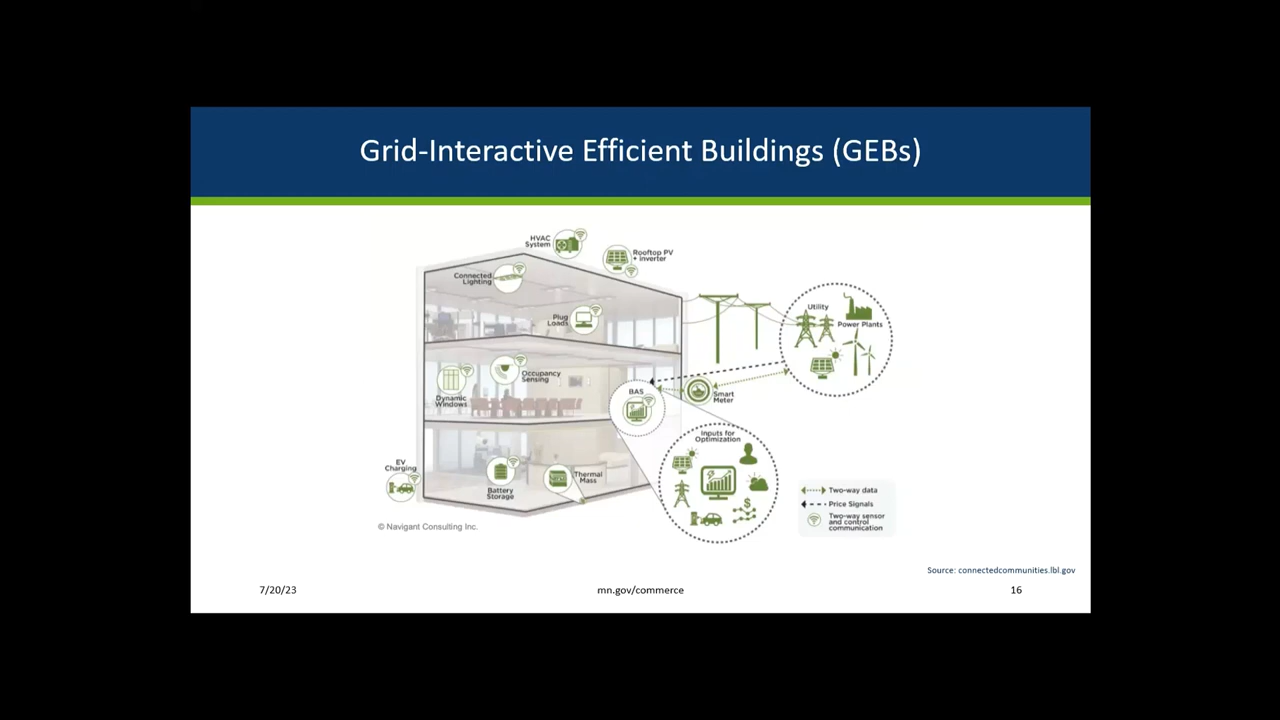 Grid-Interactive Efficient Buildings (GEBs)
HVAC
System
Rooftop PV
+ inverter
Connected
Lighting
Plug
Loads
Utility
Power Plants
Occupancy
Sensing
Dynamic
Windows
BAS
Smart
Meter
Inputs for
Optimization
EV
Charging
Battery
Storage
Thermal
Mass
$
Two-way data
Price Signals
Two-way sensor
and control
communication
© Navigant Consulting Inc.
Source: connectedcommunities.lbl.gov
7/20/23
mn.gov/commerce
16